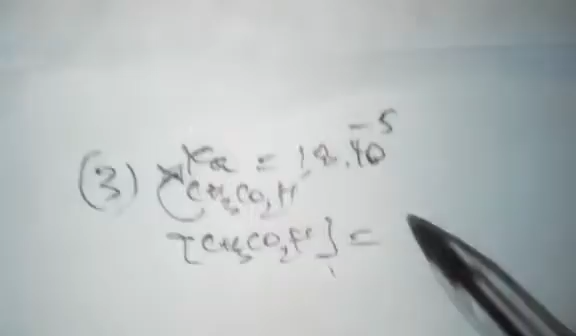 (3) Ka = 1,8.10⁻⁵
CH₃CO₂H
[CH₃CO₂H] =